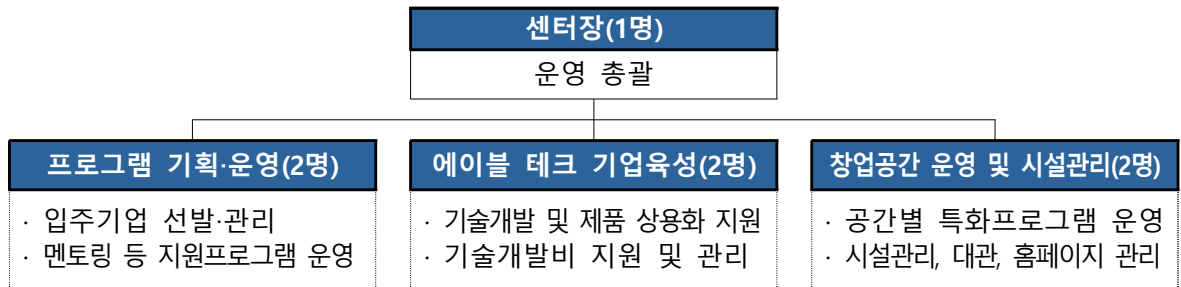 센터장(1명)
운영 총괄
프로그램 기획·운영(2명)
· 입주기업 선발·관리
· 멘토링 등 지원프로그램 운영
에이블 테크 기업육성(2명)
· 기술개발 및 제품 상용화 지원
· 기술개발비 지원 및 관리
창업공간 운영 및 시설관리(2명)
· 공간별 특화프로그램 운영
· 시설관리, 대관, 홈페이지 관리